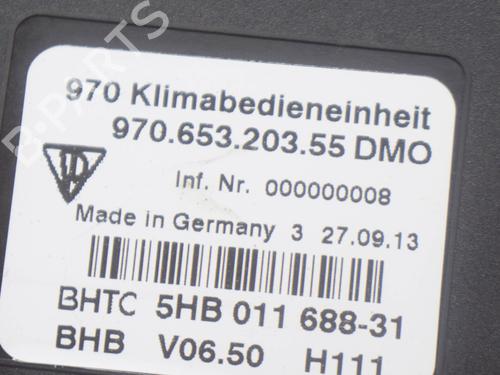 B-PARTS
970 Klimabedieneinheit
970.653.203.55 DMO
Inf. Nr. 000000008
Made in Germany 3 27.09.13
BHTC 5HB 011 688-31
BHB V06.50 H111